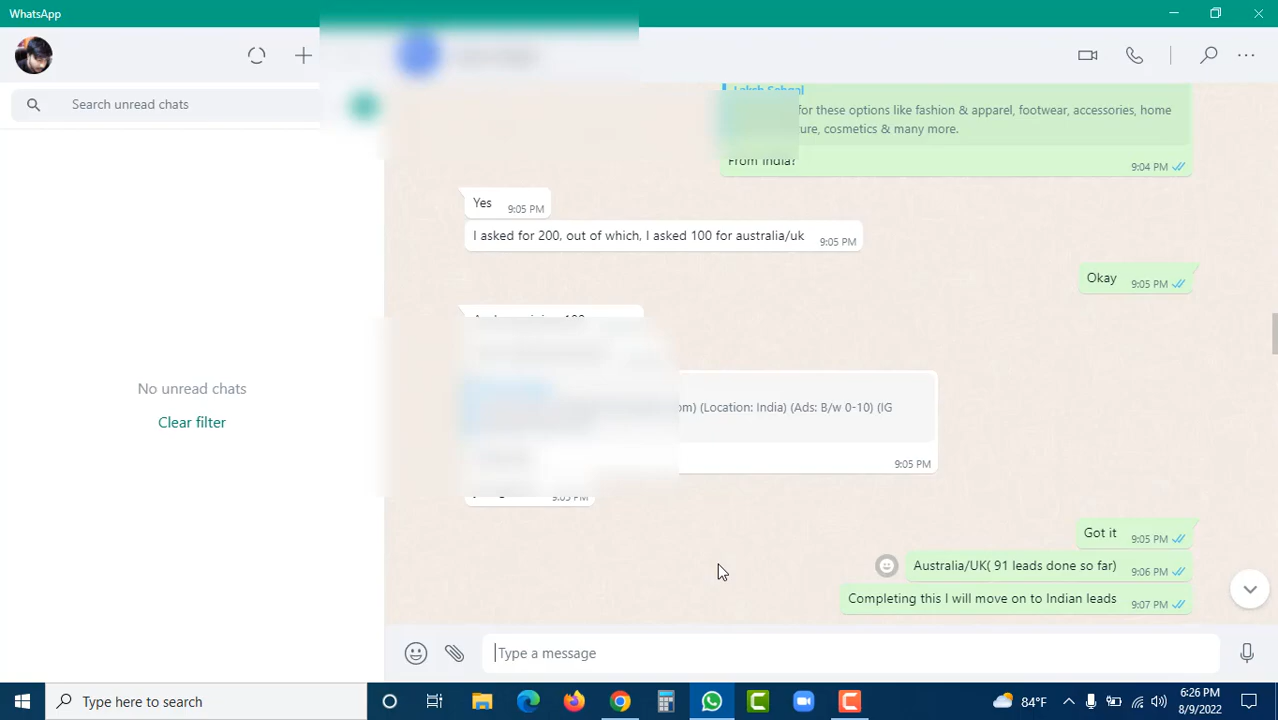 WhatsApp
Search unread chats
No unread chats
Clear filter
for these options like fashion & apparel, footwear, accessories, home
ure, cosmetics & many more.
From India?
9:04 PM
Yes
9:05 PM
I asked for 200, out of which, I asked 100 for australia/uk
9:05 PM
Okay
9:05 PM
om) (Location: India) (Ads: B/w 0-10) (IG
9:05 PM
9:05 PM
Got it
9:05 PM
Australia/UK( 91 leads done so far)
9:06 PM
Completing this I will move on to Indian leads
9:07 PM
Type a message
Type here to search
84°F
6:26 PM
8/9/2022